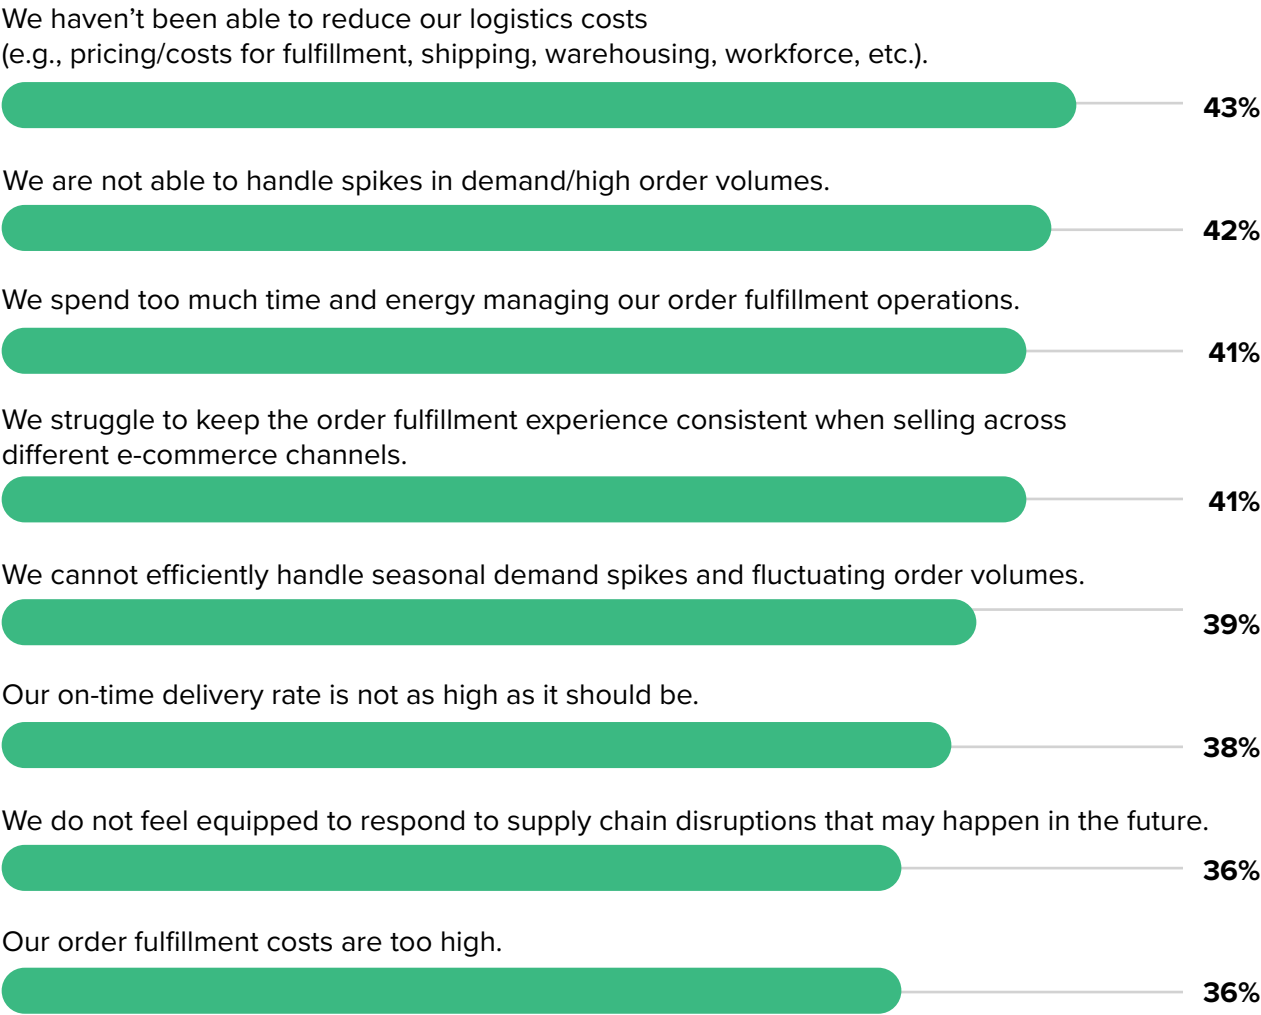 We haven’t been able to reduce our logistics costs
(e.g., pricing/costs for fulfillment, shipping, warehousing, workforce, etc.).
43%
We are not able to handle spikes in demand/high order volumes.
42%
We spend too much time and energy managing our order fulfillment operations.
41%
We struggle to keep the order fulfillment experience consistent when selling across
different e-commerce channels.
41%
We cannot efficiently handle seasonal demand spikes and fluctuating order volumes.
39%
Our on-time delivery rate is not as high as it should be.
38%
We do not feel equipped to respond to supply chain disruptions that may happen in the future.
36%
Our order fulfillment costs are too high.
36%